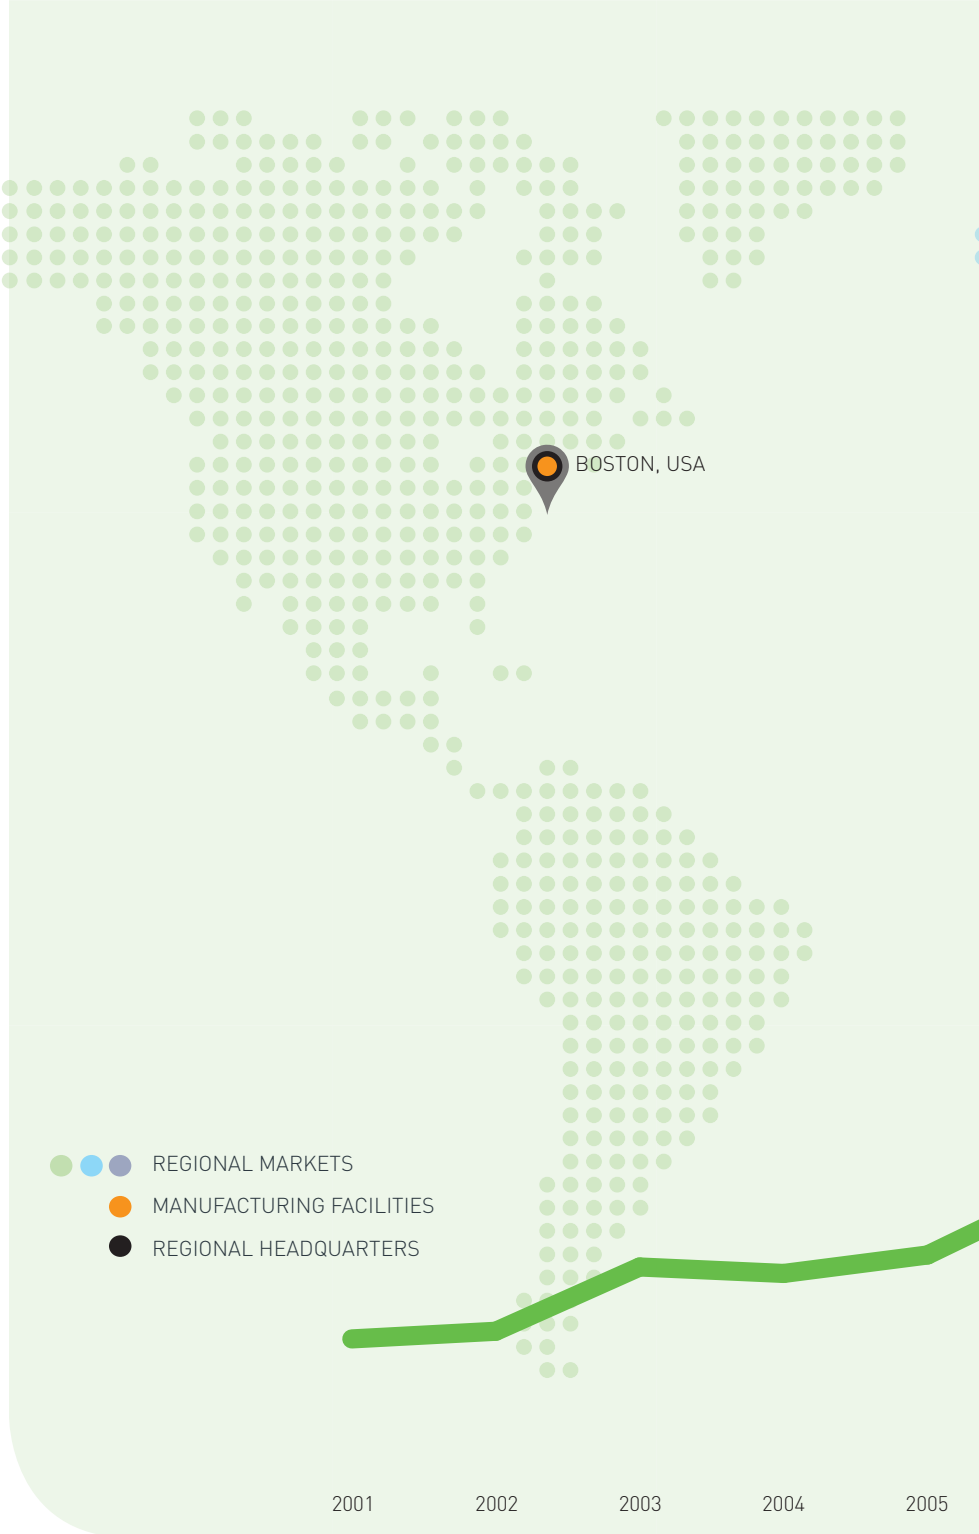 BOSTON, USA
REGIONAL MARKETS
MANUFACTURING FACILITIES
REGIONAL HEADQUARTERS
2001 2002 2003 2004 2005